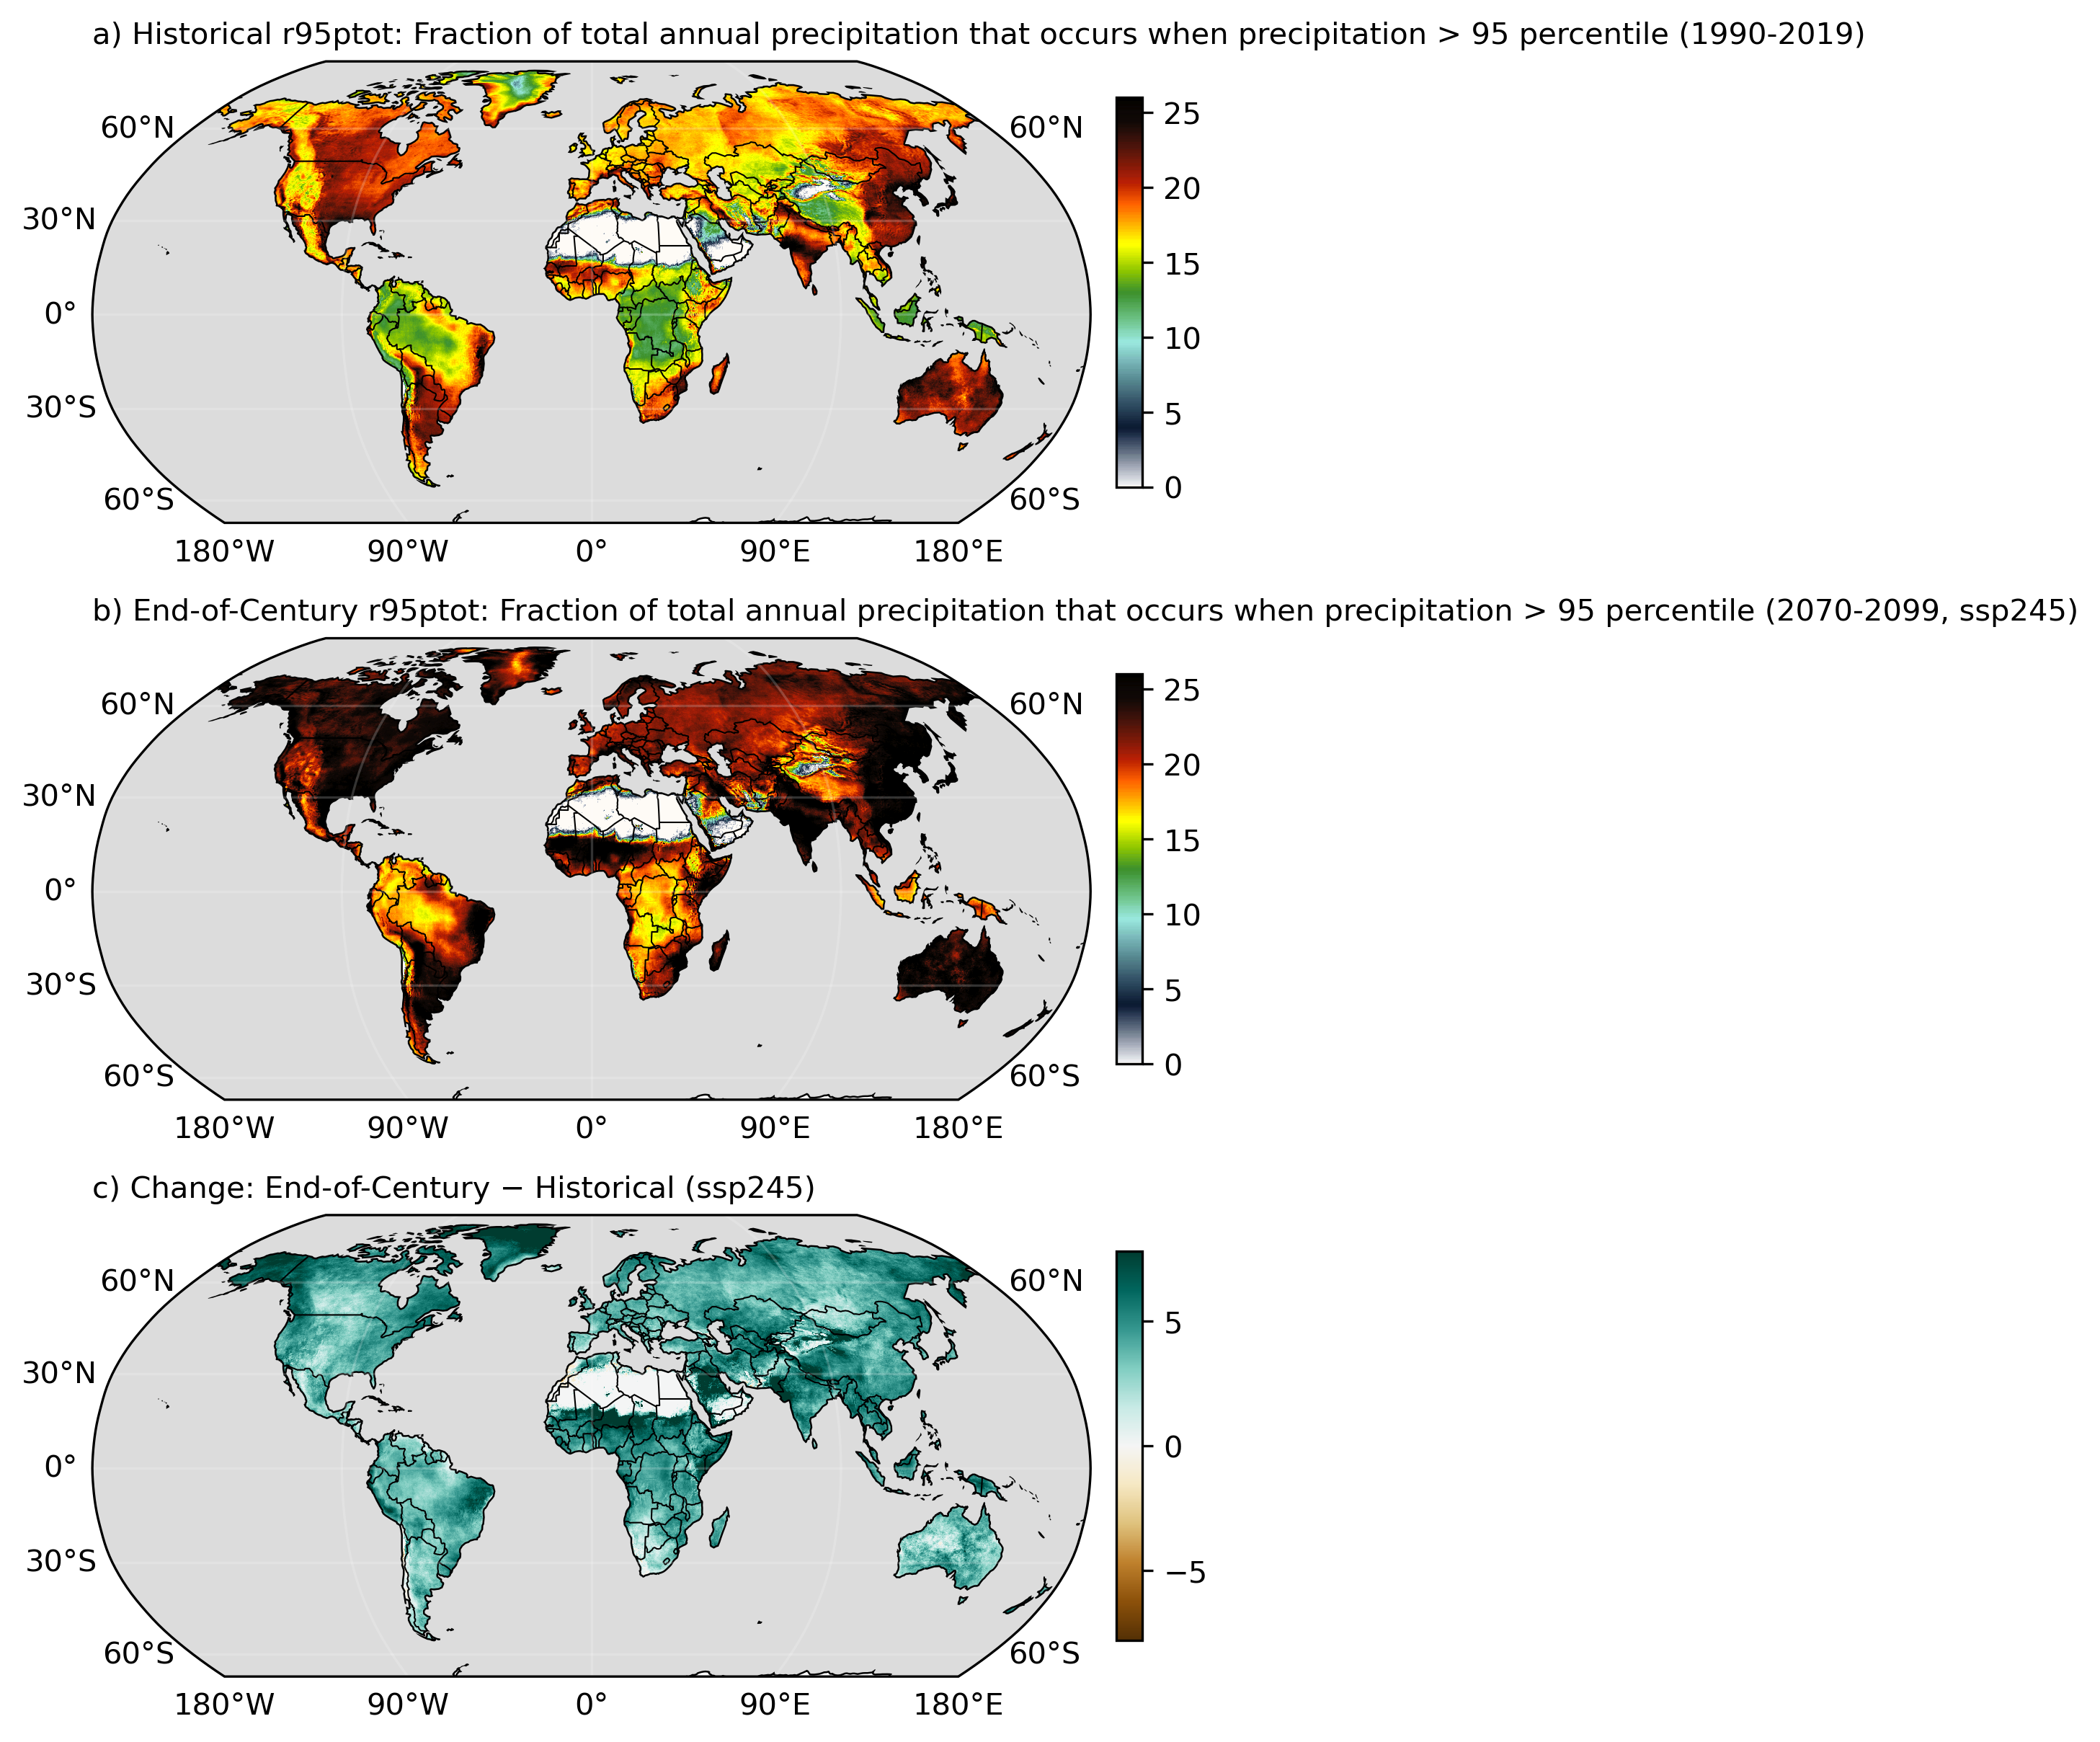 a) Historical r95ptot: Fraction of total annual precipitation that occurs when precipitation > 95 percentile (1990-2019)
60°N 60°N
30°N
0°
30°S
60°S 60°S
180°W 90°W 0° 90°E 180°E
25
20
15
10
5
0
b) End-of-Century r95ptot: Fraction of total annual precipitation that occurs when precipitation > 95 percentile (2070-2099, ssp245)
60°N 60°N
30°N
0°
30°S
60°S 60°S
180°W 90°W 0° 90°E 180°E
25
20
15
10
5
0
c) Change: End-of-Century − Historical (ssp245)
60°N 60°N
30°N
0°
30°S
60°S 60°S
180°W 90°W 0° 90°E 180°E
5
0
−5